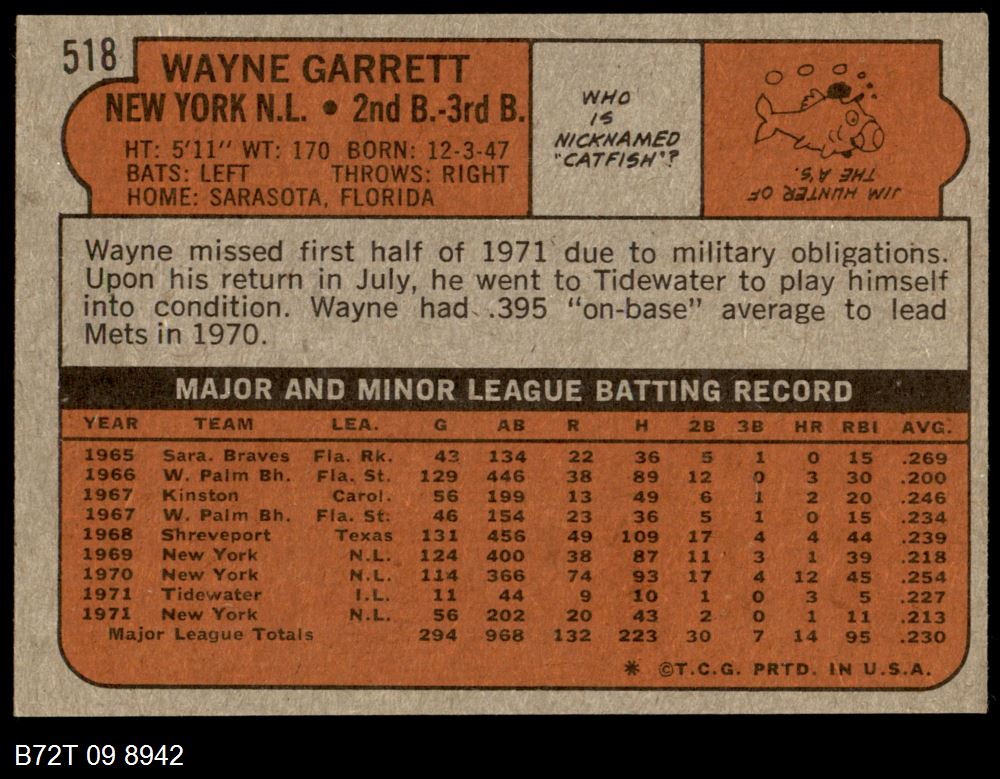 518
WAYNE GARRETT
NEW YORK N.L. • 2nd B.-3rd B.
HT: 5'11" WT: 170 BORN: 12-3-47
BATS: LEFT THROWS: RIGHT
HOME: SARASOTA, FLORIDA
WHO
IS
NICKNAMED
"CATFISH"?
JIM HUNTER OF
THE A'S.
Wayne missed first half of 1971 due to military obligations.
Upon his return in July, he went to Tidewater to play himself
into condition. Wayne had .395 "on-base" average to lead
Mets in 1970.
MAJOR AND MINOR LEAGUE BATTING RECORD
YEAR TEAM LEA. G AB R H 2B 3B HR RBI AVG.
1965 Sara. Braves Fla. Rk. 43 134 22 36 5 1 0 15 .269
1966 W. Palm Bh. Fla. St. 129 446 38 89 12 0 3 30 .200
1967 Kinston Carol. 56 199 13 49 6 1 2 20 .246
1967 W. Palm Bh. Fla. St. 46 154 23 36 5 1 0 15 .234
1968 Shreveport Texas 131 456 49 109 17 4 4 44 .239
1969 New York N.L. 124 400 38 87 11 3 1 39 .218
1970 New York N.L. 114 366 74 93 17 4 12 45 .254
1971 Tidewater I.L. 11 44 9 10 1 0 3 5 .227
1971 New York N.L. 56 202 20 43 2 0 1 11 .213
Major League Totals 294 968 132 223 30 7 14 95 .230
* ©T.C.G. PRTD. IN U.S.A.
B72T 09 8942